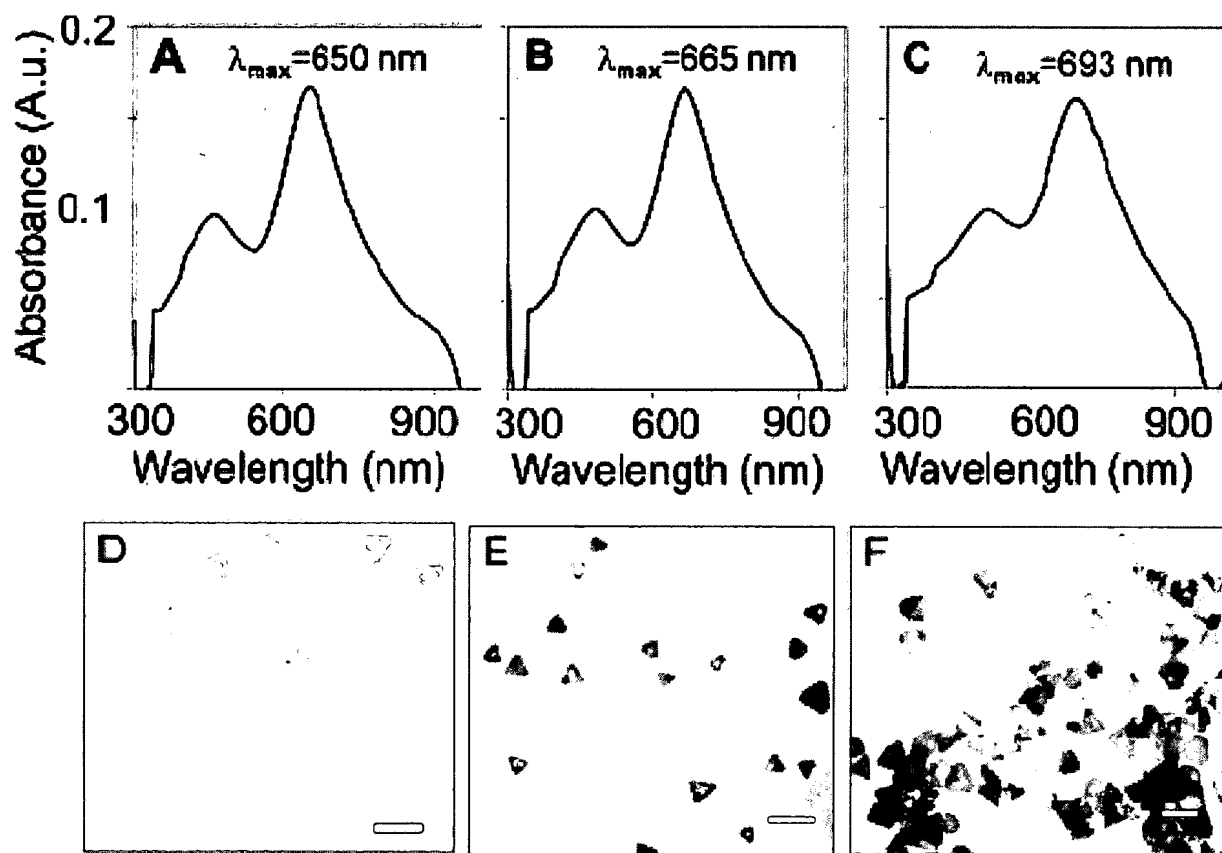 0.2
0.1
Absorbance (A.u.)
A
λmax=650 nm
B
λmax=665 nm
C
λmax=693 nm
300 600 900
300 600 900
300 600 900
Wavelength (nm)
Wavelength (nm)
Wavelength (nm)
D
E
F